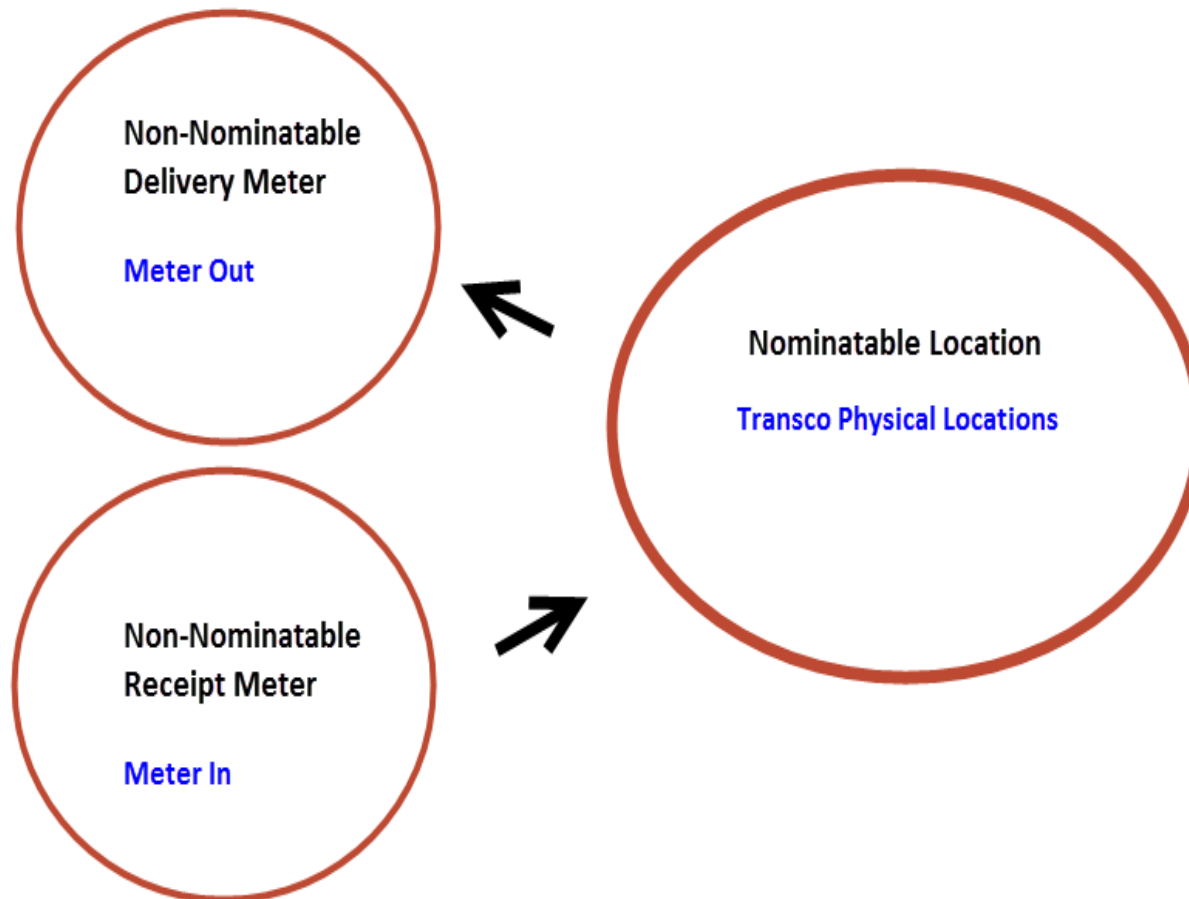 Non-Nominatable
Delivery Meter
Meter Out
Nominatable Location
Transco Physical Locations
Non-Nominatable
Receipt Meter
Meter In